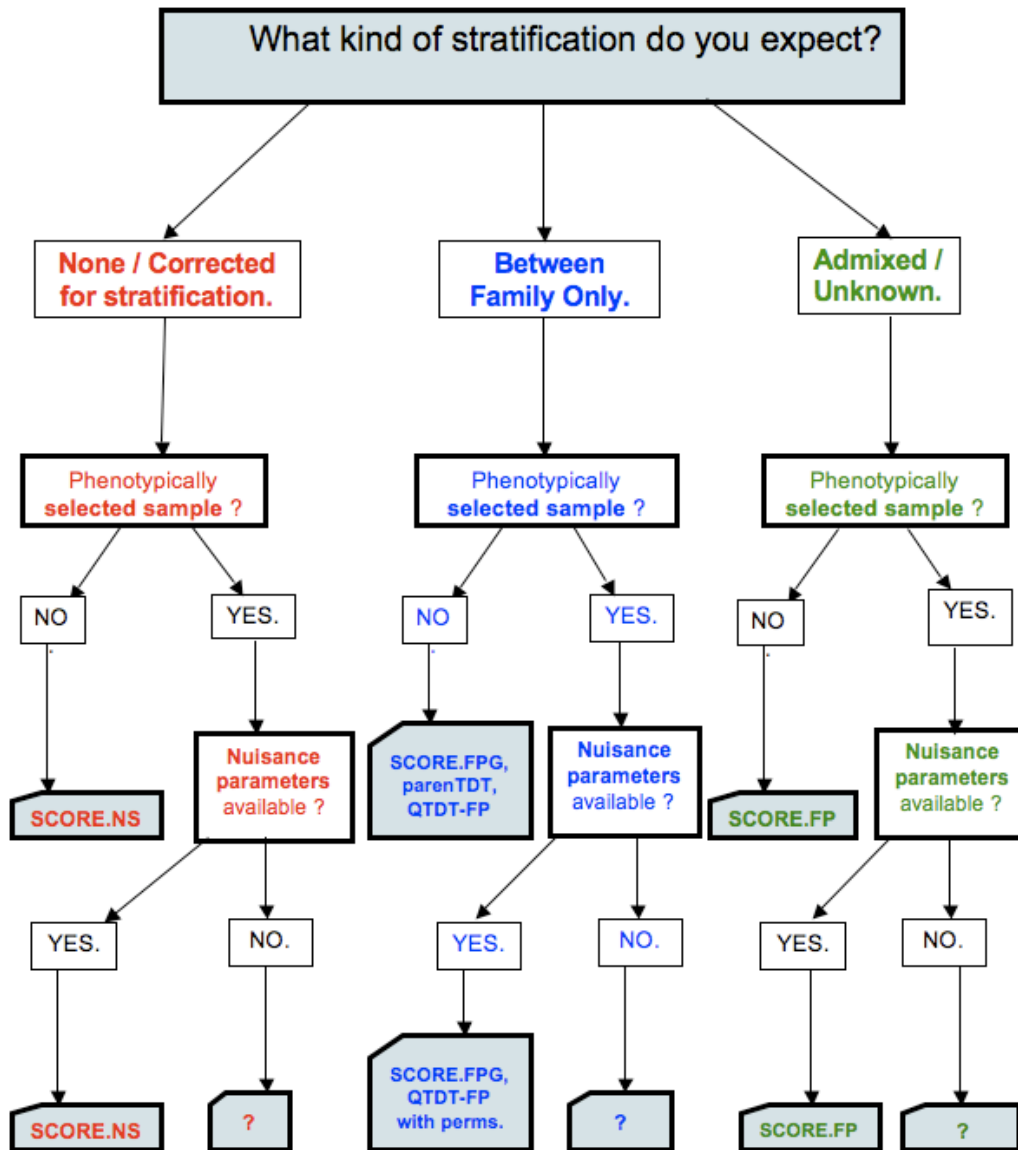 What kind of stratification do you expect?
None / Corrected
for stratification.
Between
Family Only.
Admixed /
Unknown.
Phenotypically
selected sample ?
Phenotypically
selected sample ?
Phenotypically
selected sample ?
NO
YES.
NO
YES.
NO
YES.
Nuisance
parameters
available ?
SCORE.FPG,
parenTDT,
QTDT-FP
Nuisance
parameters
available ?
Nuisance
parameters
available ?
SCORE.NS
SCORE.FP
YES.
NO.
YES.
NO.
YES.
NO.
SCORE.NS
?
SCORE.FPG,
QTDT-FP
with perms.
?
SCORE.FP
?